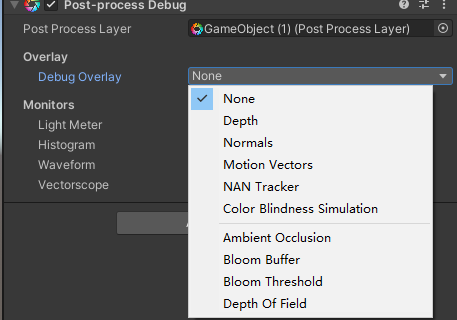 Post-process Debug
Post Process Layer
GameObject (1) (Post Process Layer)
Overlay
Debug Overlay
None
Monitors
Light Meter
Histogram
Waveform
Vectorscope
None
Depth
Normals
Motion Vectors
NAN Tracker
Color Blindness Simulation
Ambient Occlusion
Bloom Buffer
Bloom Threshold
Depth Of Field